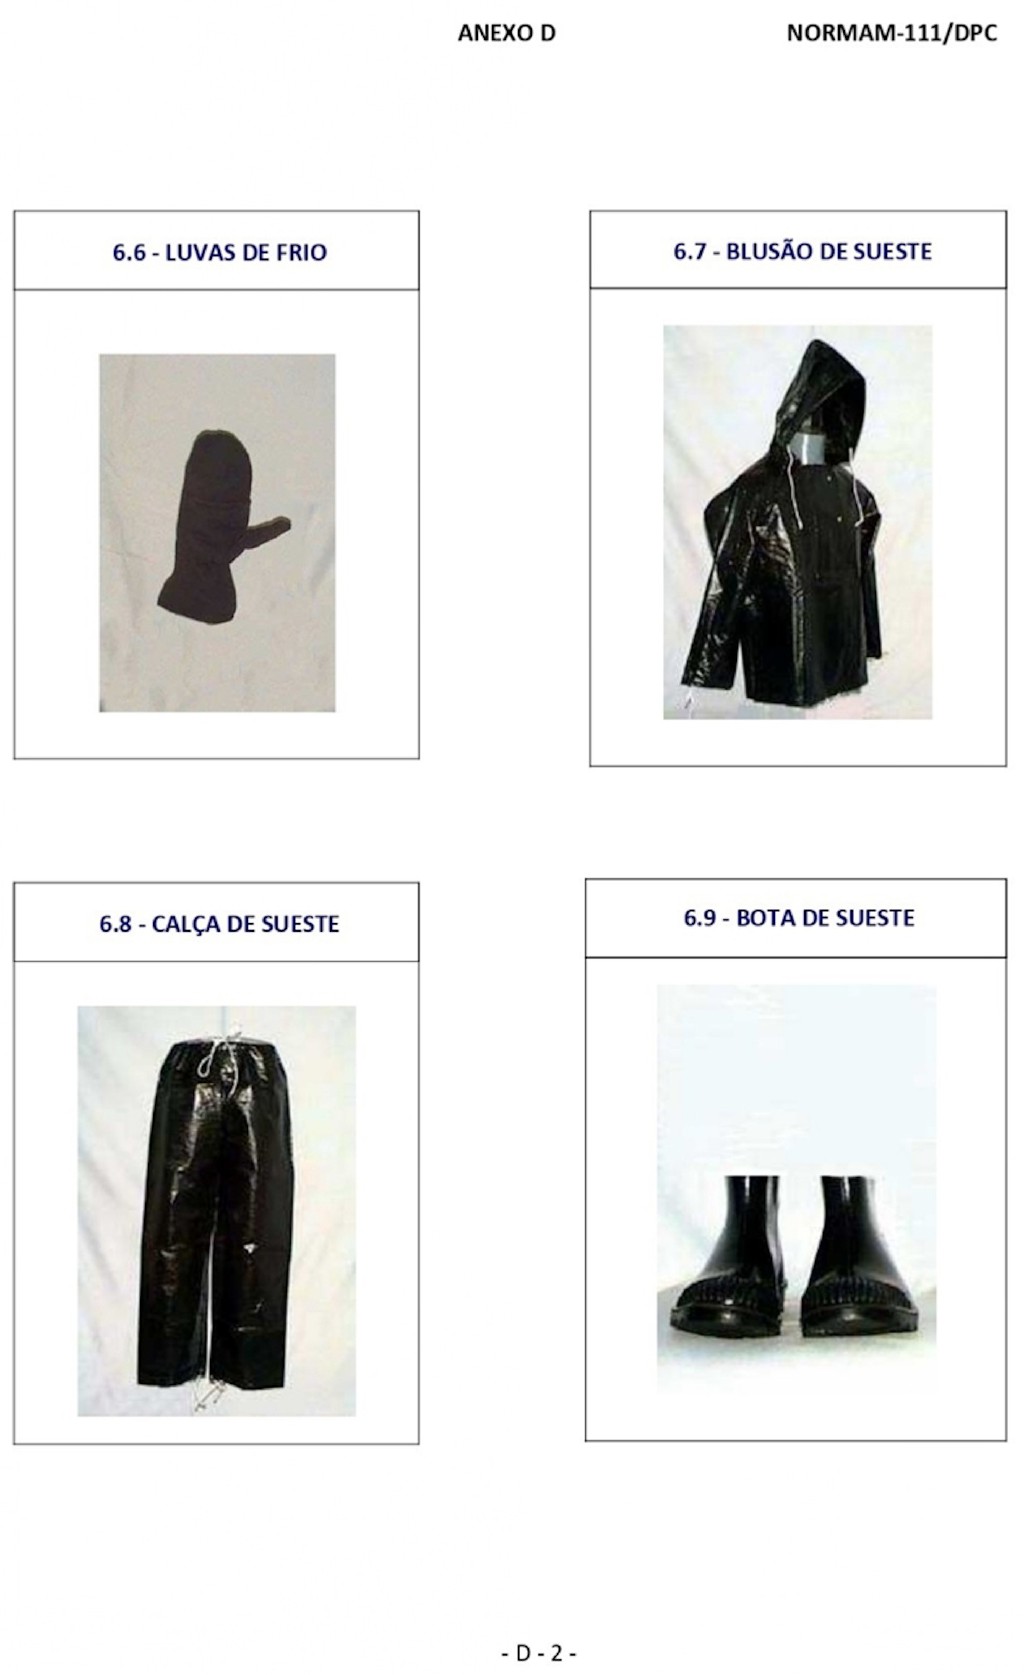 ANEXO D
NORMAM-111/DPC
6.6 - LUVAS DE FRIO
6.7 - BLUSÃO DE SUESTE
6.8 - CALÇA DE SUESTE
6.9 - BOTA DE SUESTE
- D - 2 -